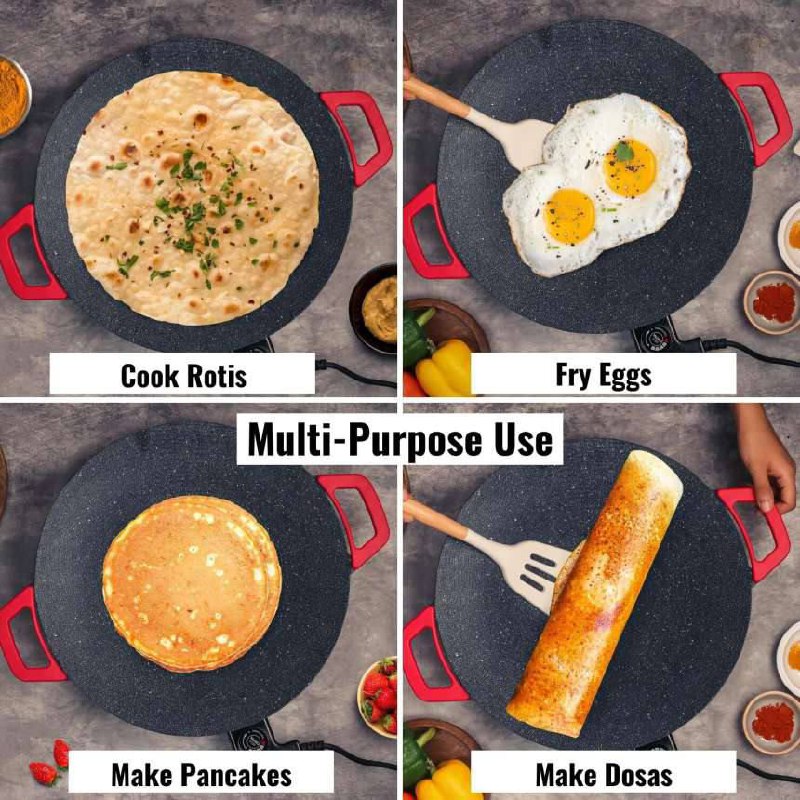 Cook Rotis
Fry Eggs
Multi-Purpose Use
Make Pancakes
Make Dosas